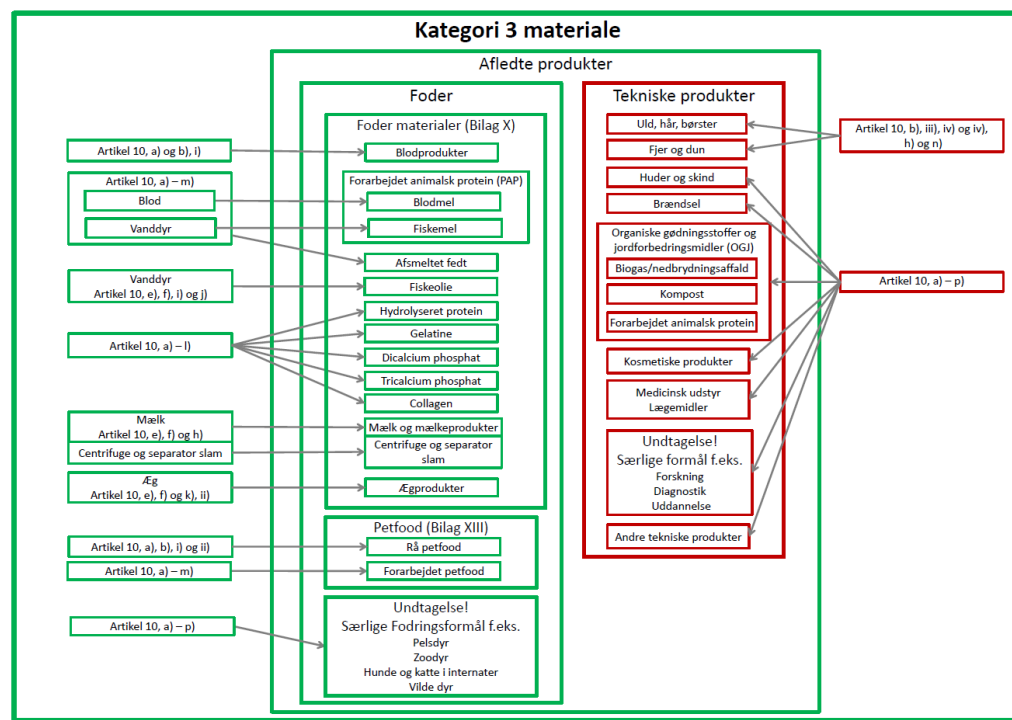 Kategori 3 materiale
Afledte produkter
Foder
Tekniske produkter
Foder materialer (Bilag X)
Artikel 10, a) og b), i)
Blodprodukter
Artikel 10, a) – m)
Blod
Vanddyr
Forarbejdet animalsk protein (PAP)
Blodmel
Fiskemel
Afsmeltet fedt
Vanddyr
Artikel 10, e), f), i) og j)
Fiskeolie
Artikel 10, a) – l)
Hydrolyseret protein
Gelatine
Dicalcium phosphat
Tricalcium phosphat
Collagen
Mælk
Artikel 10, e), f) og h)
Mælk og mælkeprodukter
Centrifuge og separator slam
Centrifuge og separator
slam
Æg
Artikel 10, e), f) og k), ii)
Ægprodukter
Petfood (Bilag XIII)
Artikel 10, a), b), i) og ii)
Rå petfood
Artikel 10, a) – m)
Forarbejdet petfood
Artikel 10, a) – p)
Undtagelse!
Særlige Fodringsformål f.eks.
Pelsdyr
Zoodyr
Hunde og katte i internater
Vilde dyr
Uld, hår, børster
Fjer og dun
Artikel 10, b), iii), iv) og iv),
h) og n)
Huder og skind
Brændsel
Organiske gødningsstoffer og
jordforbedringsmidler (OGJ)
Biogas/nedbrydningsaffald
Kompost
Forarbejdet animalsk protein
Artikel 10, a) – p)
Kosmetiske produkter
Medicinsk udstyr
Lægemidler
Undtagelse!
Særlige formål f.eks.
Forskning
Diagnostik
Uddannelse
Andre tekniske produkter